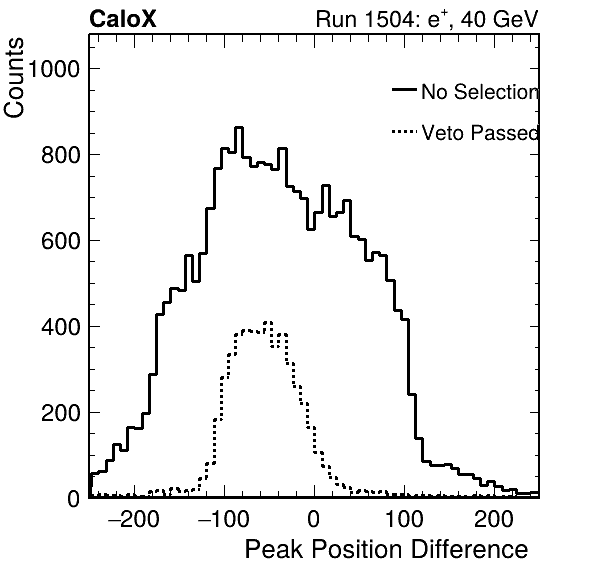 CaloX Run 1504: e⁺, 40 GeV
Counts
1000
800
600
400
200
0
No Selection
Veto Passed
−200 −100 0 100 200
Peak Position Difference